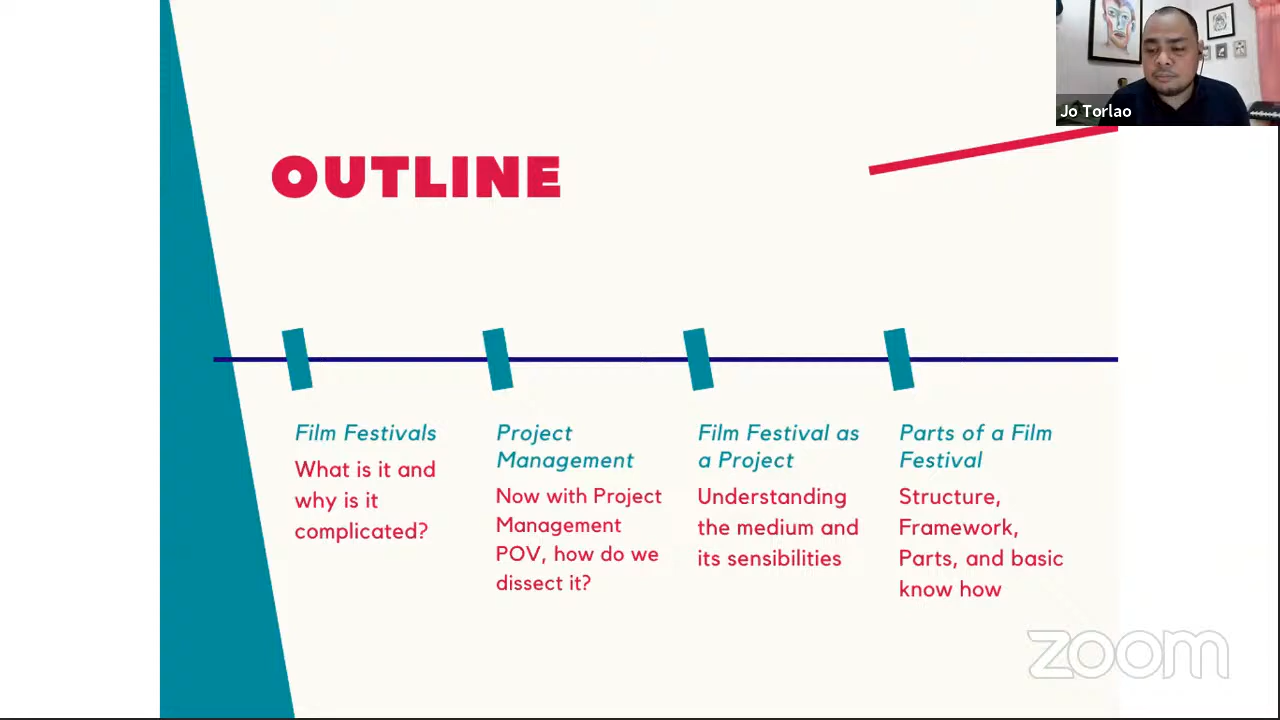 Jo Torlao
OUTLINE
Film Festivals
What is it and
why is it
complicated?
Project
Management
Now with Project
Management
POV, how do we
dissect it?
Film Festival as
a Project
Understanding
the medium and
its sensibilities
Parts of a Film
Festival
Structure,
Framework,
Parts, and basic
know how
zoom